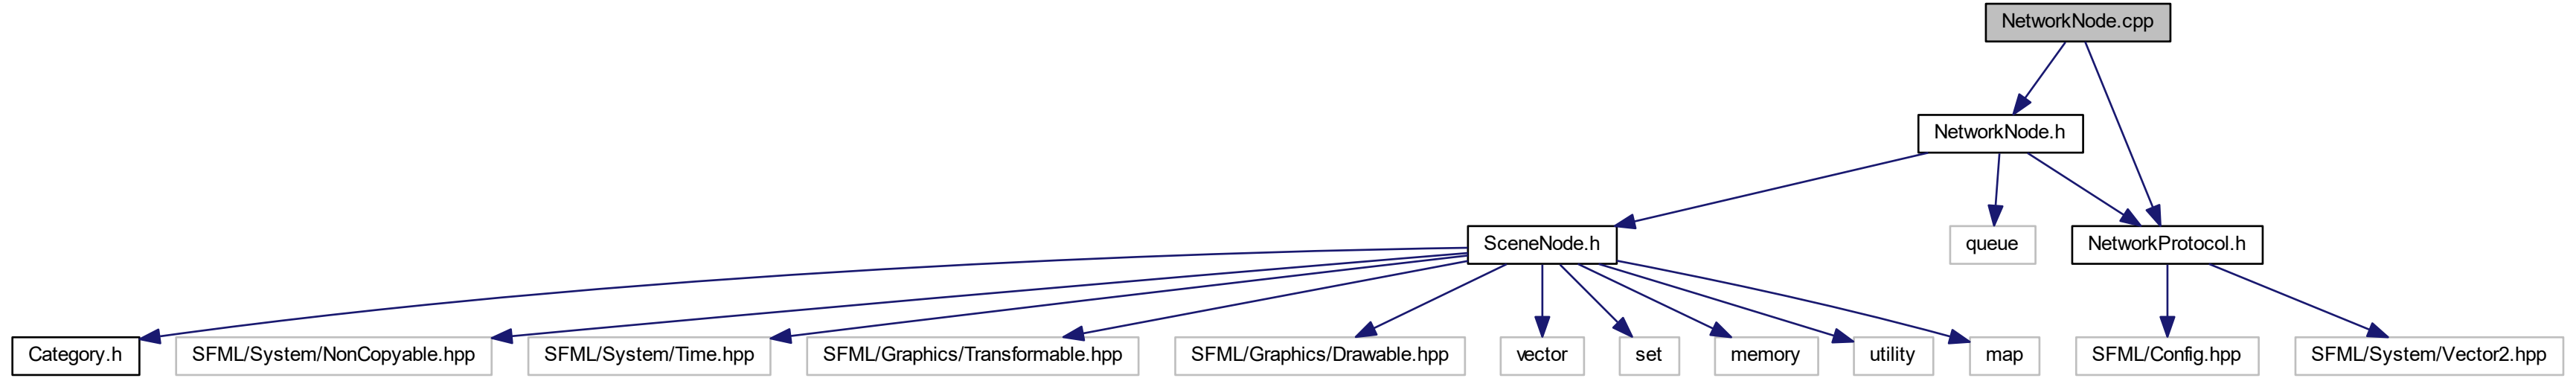 NetworkNode.cpp
NetworkNode.h
SceneNode.h
queue
NetworkProtocol.h
Category.h
SFML/System/NonCopyable.hpp
SFML/System/Time.hpp
SFML/Graphics/Transformable.hpp
SFML/Graphics/Drawable.hpp
vector
set
memory
utility
map
SFML/Config.hpp
SFML/System/Vector2.hpp